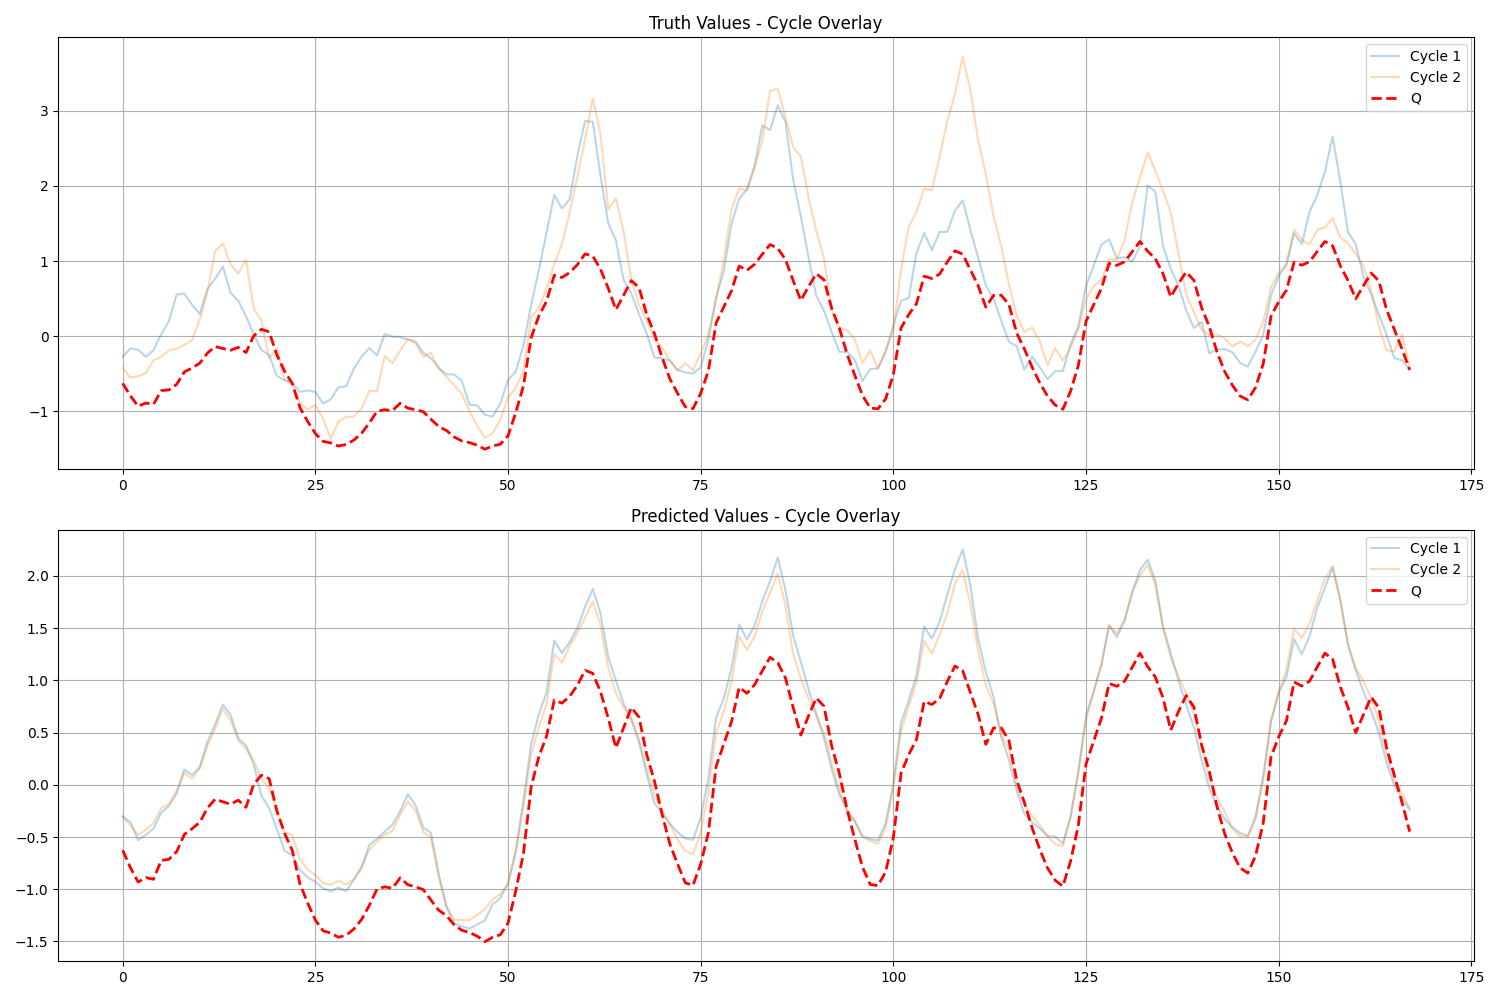 Truth Values - Cycle Overlay
Cycle 1
Cycle 2
Q
3
2
1
0
−1
0 25 50 75 100 125 150 175
Predicted Values - Cycle Overlay
Cycle 1
Cycle 2
Q
2.0
1.5
1.0
0.5
0.0
−0.5
−1.0
−1.5
0 25 50 75 100 125 150 175